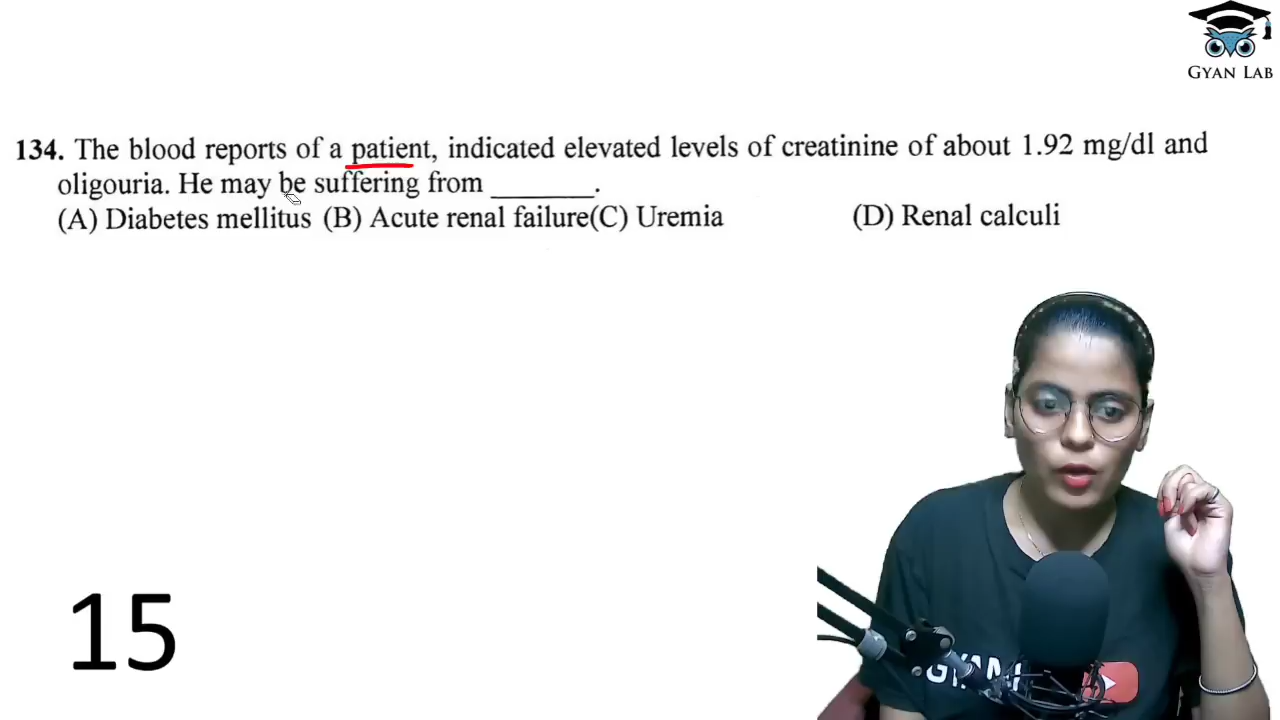 GYAN LAB
134. The blood reports of a patient, indicated elevated levels of creatinine of about 1.92 mg/dl and
oligouria. He may be suffering from _______.
(A) Diabetes mellitus (B) Acute renal failure(C) Uremia (D) Renal calculi
15